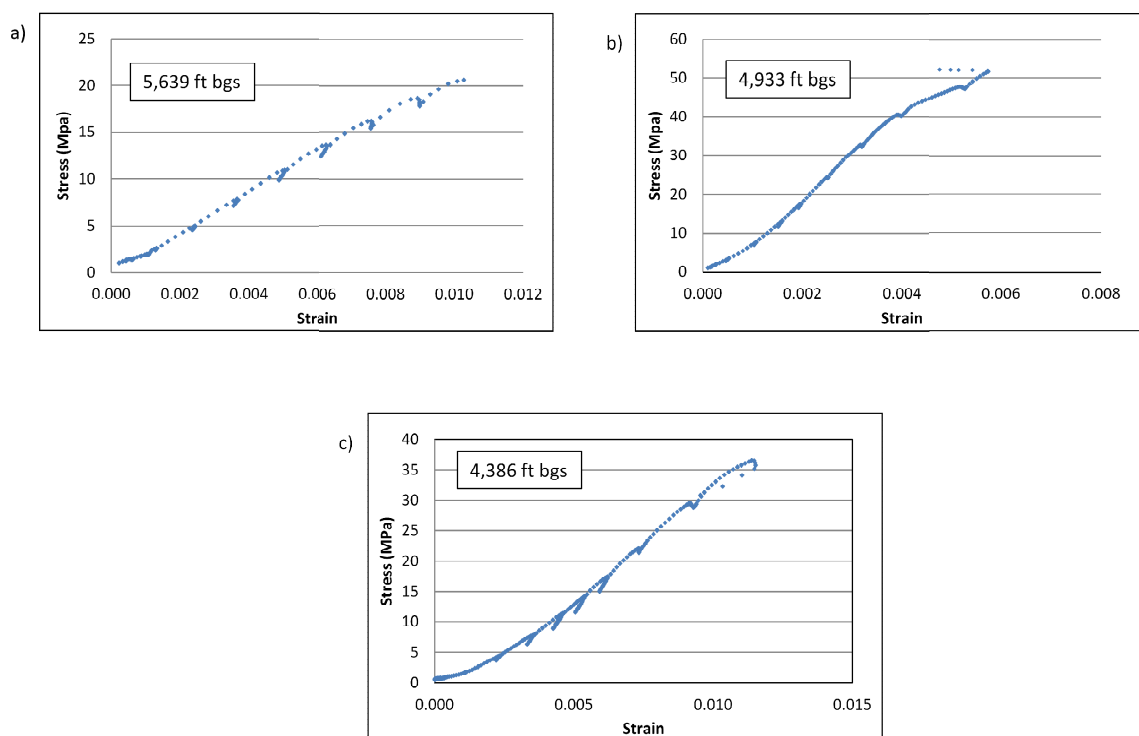 a)
25
20
15
10
5
0
Stress (Mpa)
5,639 ft bgs
0.000 0.002 0.004 0.006 0.008 0.010 0.012
Strain
b)
60
50
40
30
20
10
0
Stress (Mpa)
4,933 ft bgs
0.000 0.002 0.004 0.006 0.008
Strain
c)
40
35
30
25
20
15
10
5
0
Stress (MPa)
4,386 ft bgs
0.000 0.005 0.010 0.015
Strain